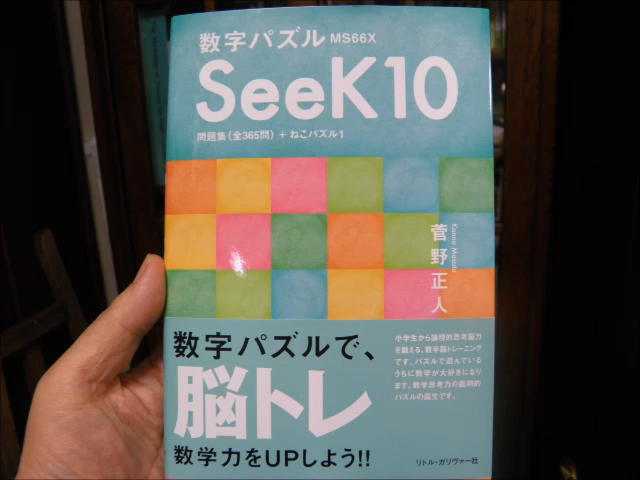 数字パズル MS66X
SeeK10
問題集（全365問）+ ねこパズル1
菅野正人
数字パズルで、
脳トレ
数学力をUPしよう!!
小学生から論理的思考能力
を鍛える、数学脳トレーニング
です。パズルで遊んでいる
うちに数学が大好きになり
ます。数学思考力の画期的
パズルの誕生です。
リトル・ガリヴァー社